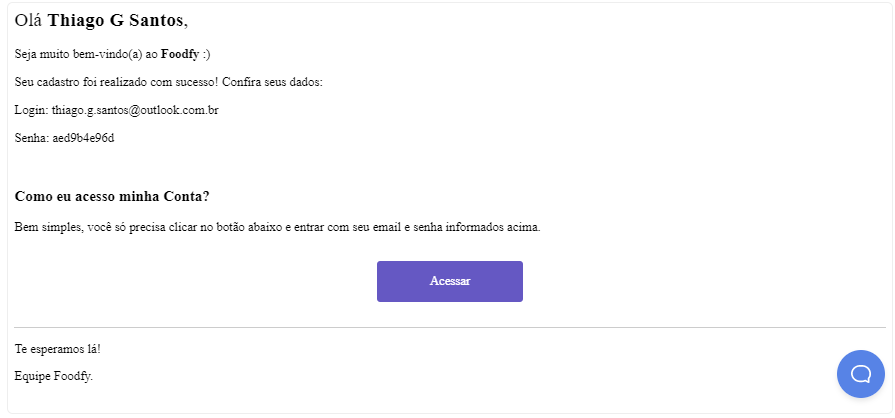 Olá Thiago G Santos,
Seja muito bem-vindo(a) ao Foodfy :)
Seu cadastro foi realizado com sucesso! Confira seus dados:
Login: thiago.g.santos@outlook.com.br
Senha: aed9b4e96d
Como eu acesso minha Conta?
Bem simples, você só precisa clicar no botão abaixo e entrar com seu email e senha informados acima.
Acessar
Te esperamos lá!
Equipe Foodfy.